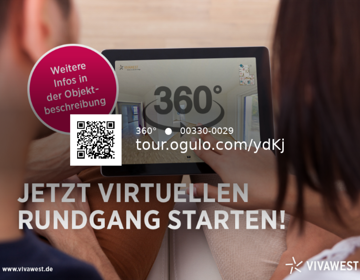 Weitere
Infos in
der Objekt-
beschreibung
360°
360° 00330-0029
tour.ogulo.com/ydKj
JETZT VIRTUELLEN
RUNDGANG STARTEN!
www.vivawest.de
VIVAWEST